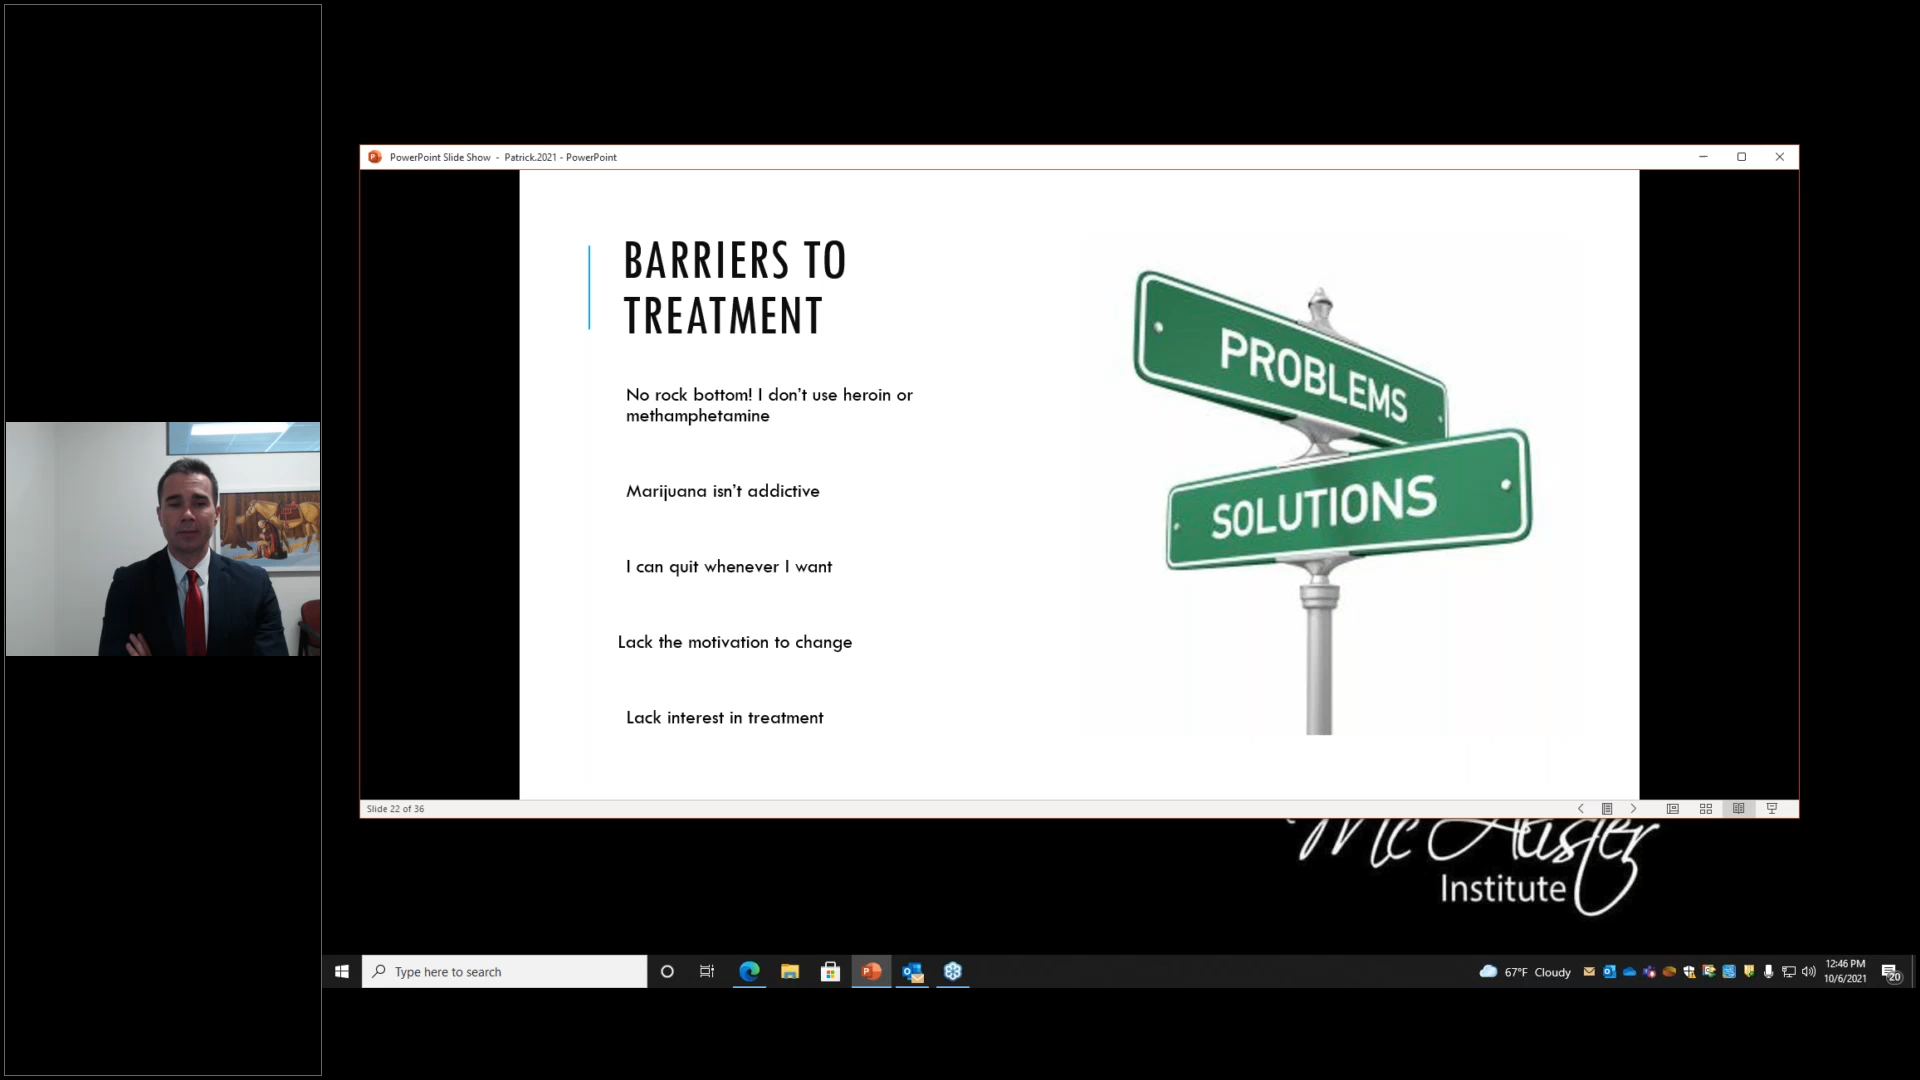 PowerPoint Slide Show - Patrick.2021 - PowerPoint
BARRIERS TO
TREATMENT
No rock bottom! I don't use heroin or
methamphetamine
Marijuana isn't addictive
I can quit whenever I want
Lack the motivation to change
Lack interest in treatment
PROBLEMS
SOLUTIONS
Slide 22 of 36
McAlister
Institute
Type here to search
67°F Cloudy
12:46 PM
10/6/2021
20